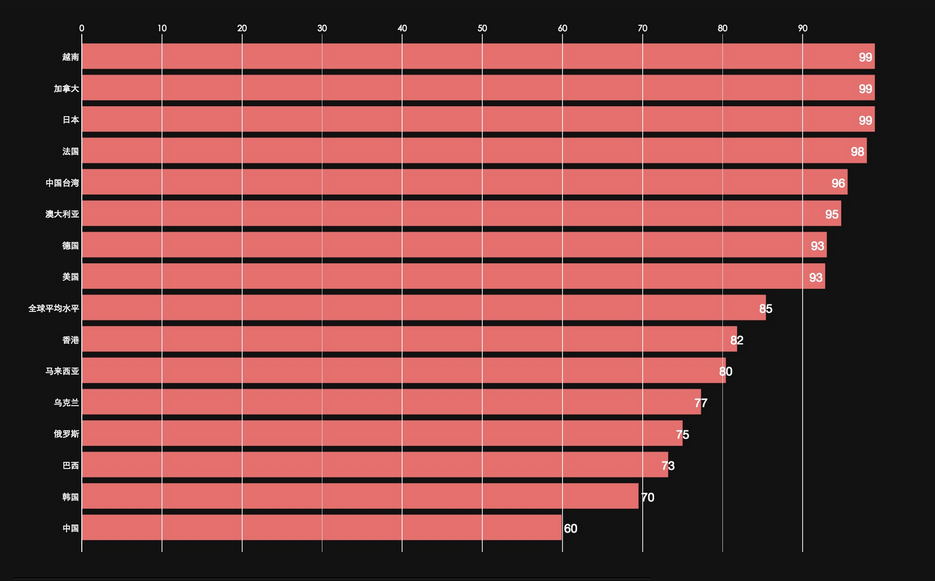 0 10 20 30 40 50 60 70 80 90
越南 99
加拿大 99
日本 99
法国 98
中国台湾 96
澳大利亚 95
德国 93
美国 93
全球平均水平 85
香港 82
马来西亚 80
乌克兰 77
俄罗斯 75
巴西 73
韩国 70
中国 60